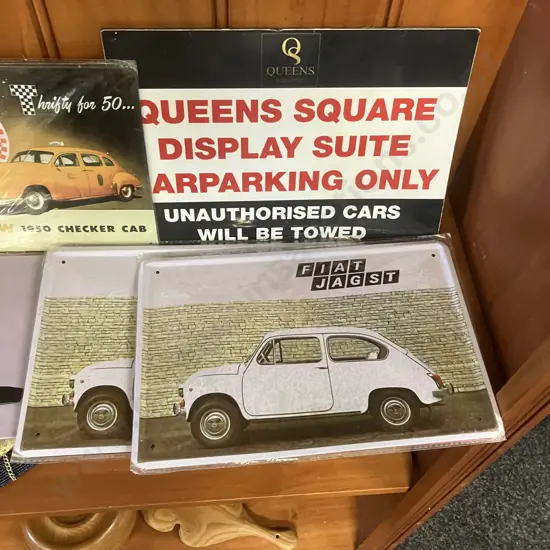 QS
QUEENS
Thrifty for 50...
QUEENS SQUARE
DISPLAY SUITE
ARPARKING ONLY
UNAUTHORISED CARS
WILL BE TOWED
1950 CHECKER CAB
FIAT
JAGST